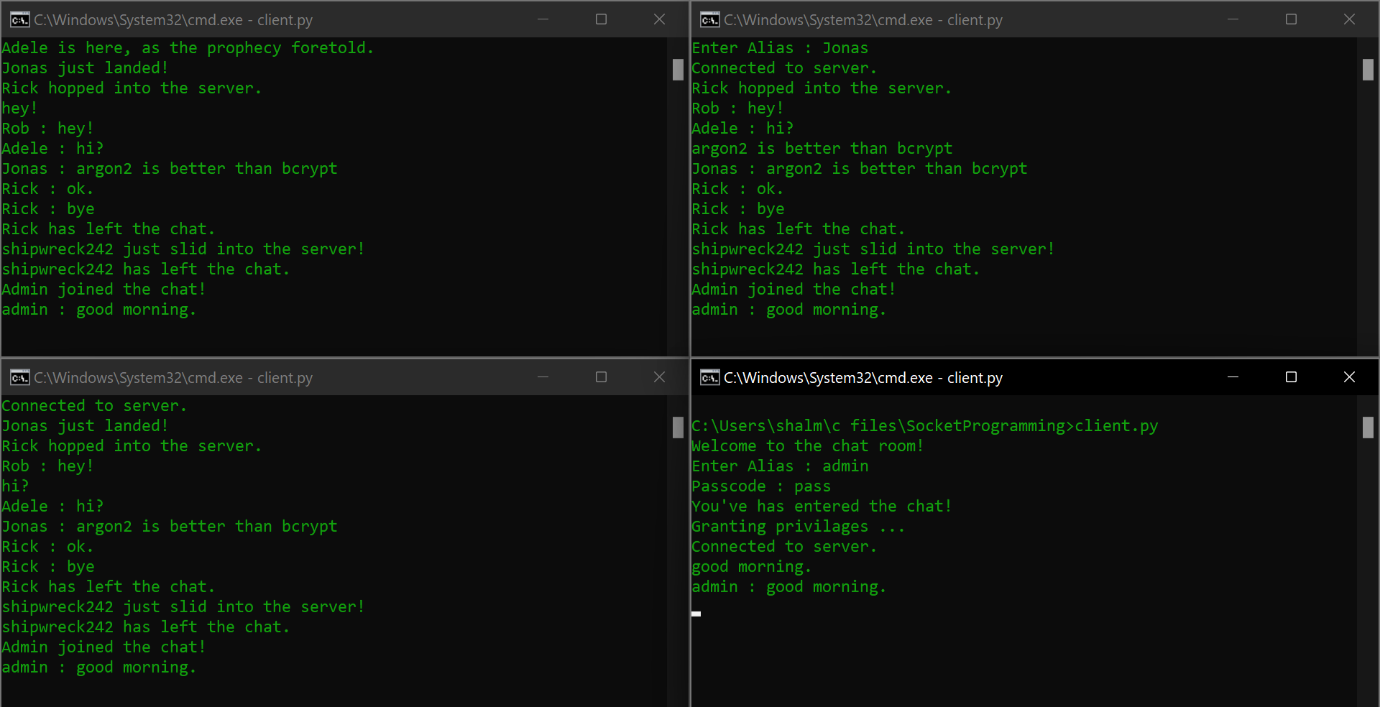 C:\Windows\System32\cmd.exe - client.py
Adele is here, as the prophecy foretold.
Jonas just landed!
Rick hopped into the server.
hey!
Rob : hey!
Adele : hi?
Jonas : argon2 is better than bcrypt
Rick : ok.
Rick : bye
Rick has left the chat.
shipwreck242 just slid into the server!
shipwreck242 has left the chat.
Admin joined the chat!
admin : good morning.
C:\Windows\System32\cmd.exe - client.py
Enter Alias : Jonas
Connected to server.
Rick hopped into the server.
Rob : hey!
Adele : hi?
argon2 is better than bcrypt
Jonas : argon2 is better than bcrypt
Rick : ok.
Rick : bye
Rick has left the chat.
shipwreck242 just slid into the server!
shipwreck242 has left the chat.
Admin joined the chat!
admin : good morning.
C:\Windows\System32\cmd.exe - client.py
Connected to server.
Jonas just landed!
Rick hopped into the server.
Rob : hey!
hi?
Adele : hi?
Jonas : argon2 is better than bcrypt
Rick : ok.
Rick : bye
Rick has left the chat.
shipwreck242 just slid into the server!
shipwreck242 has left the chat.
Admin joined the chat!
admin : good morning.
C:\Windows\System32\cmd.exe - client.py
C:\Users\shalm\c files\SocketProgramming>client.py
Welcome to the chat room!
Enter Alias : admin
Passcode : pass
You've has entered the chat!
Granting privilages ...
Connected to server.
good morning.
admin : good morning.